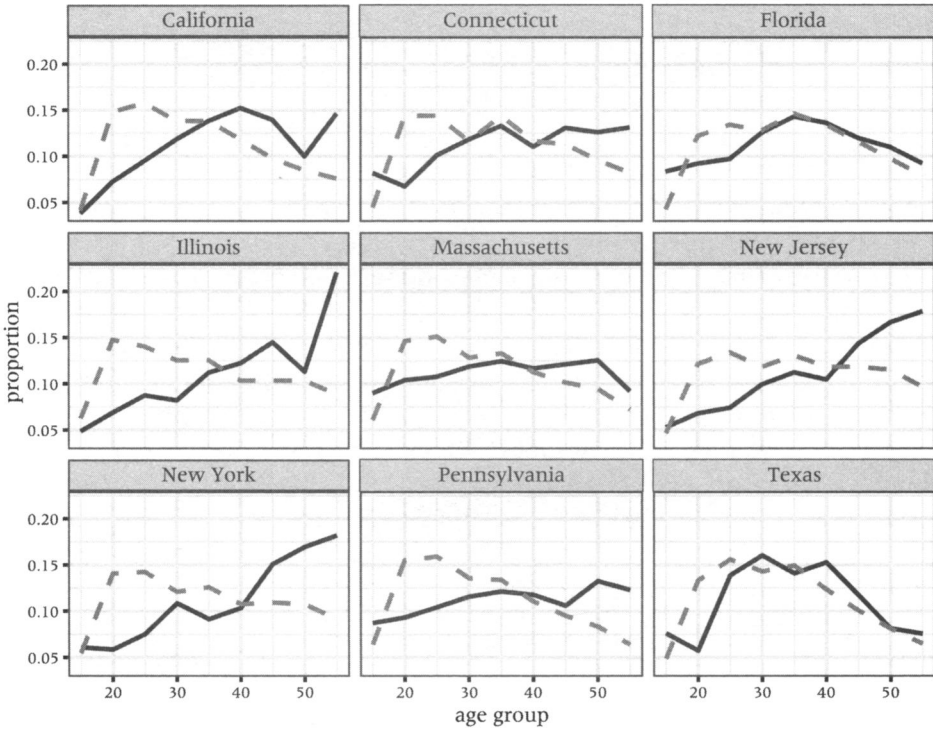 California
Connecticut
Florida
0.20
0.15
0.10
0.05
Illinois
Massachusetts
New Jersey
0.20
0.15
0.10
0.05
New York
Pennsylvania
Texas
0.20
0.15
0.10
0.05
20 30 40 50
20 30 40 50
20 30 40 50
proportion
age group